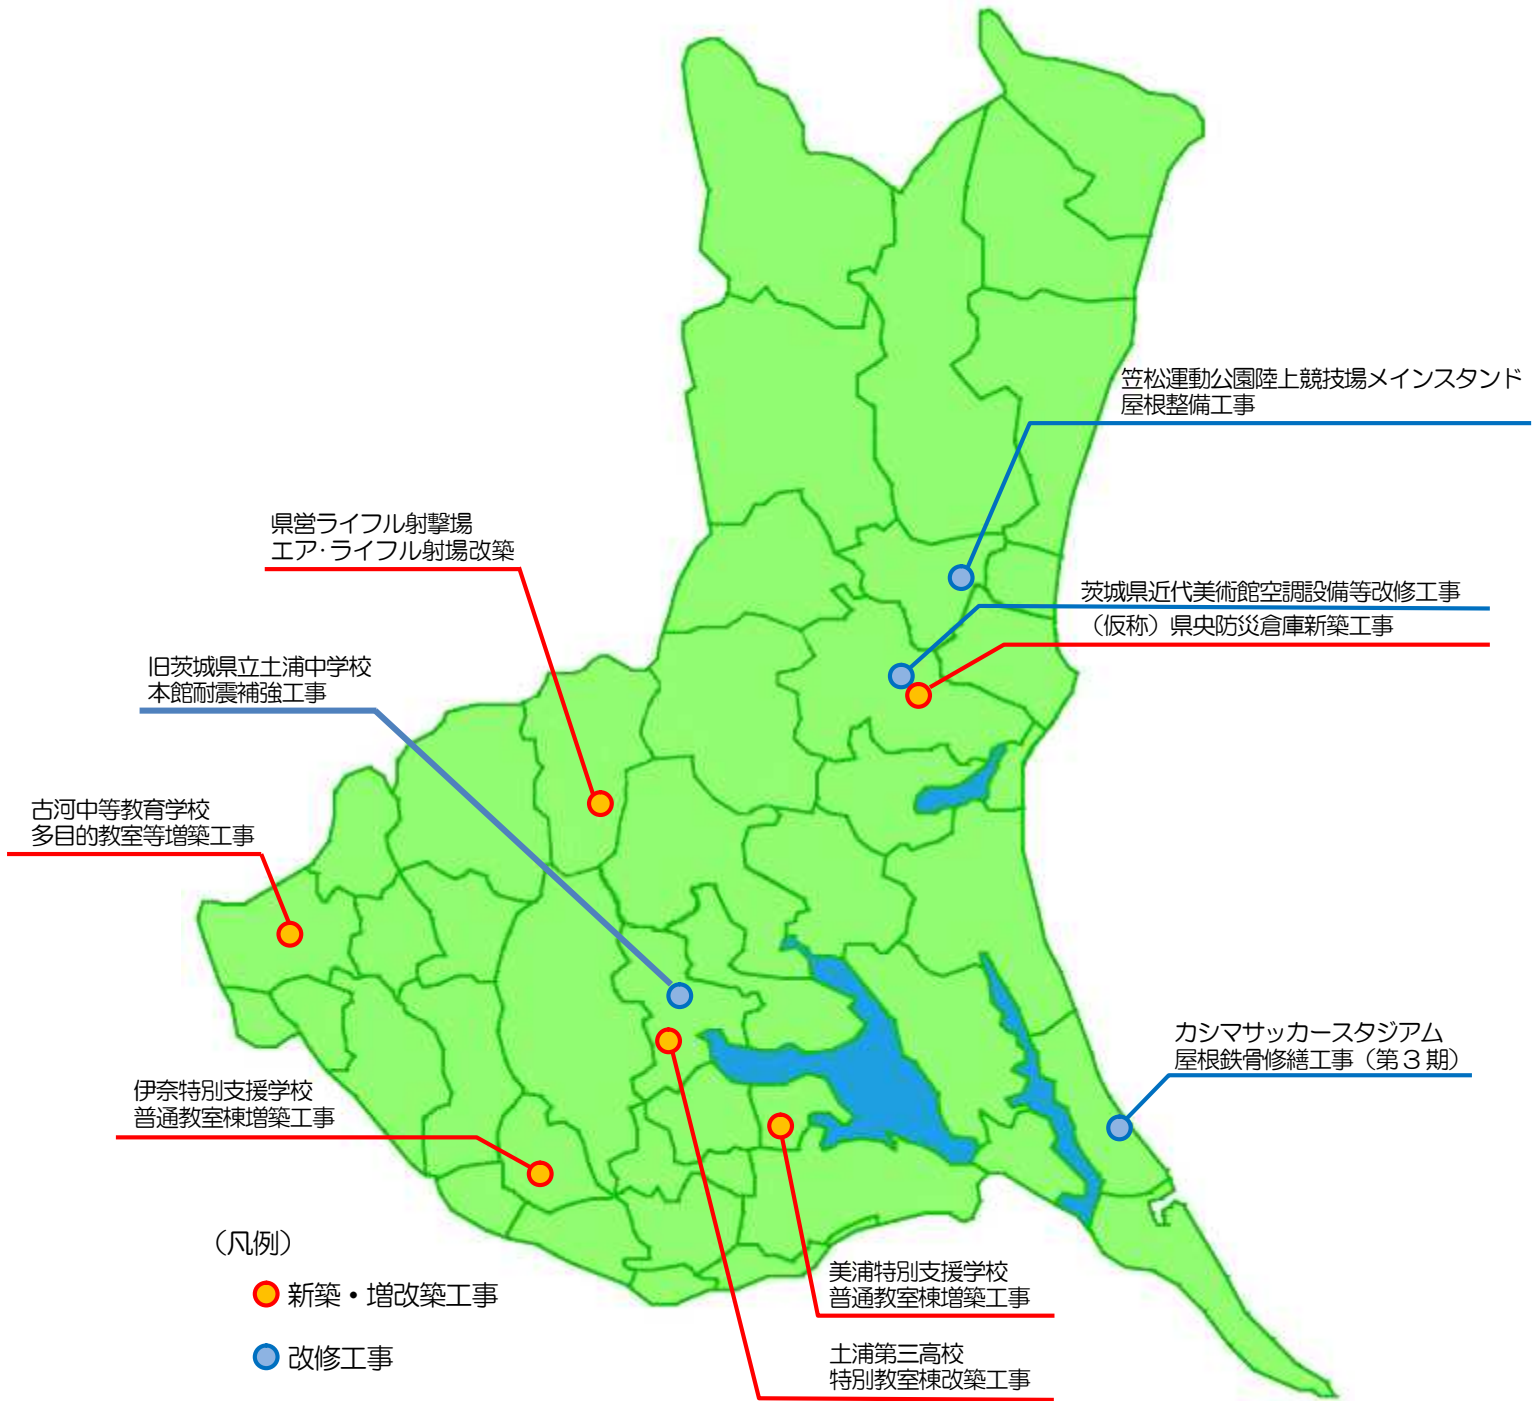 笠松運動公園陸上競技場メインスタンド
屋根整備工事
県営ライフル射撃場
エア・ライフル射場改築
茨城県近代美術館空調設備等改修工事
（仮称）県央防災倉庫新築工事
旧茨城県立土浦中学校
本館耐震補強工事
古河中等教育学校
多目的教室等増築工事
カシマサッカースタジアム
屋根鉄骨修繕工事（第３期）
伊奈特別支援学校
普通教室棟増築工事
美浦特別支援学校
普通教室棟増築工事
土浦第三高校
特別教室棟改築工事
（凡例）
新築・増改築工事
改修工事